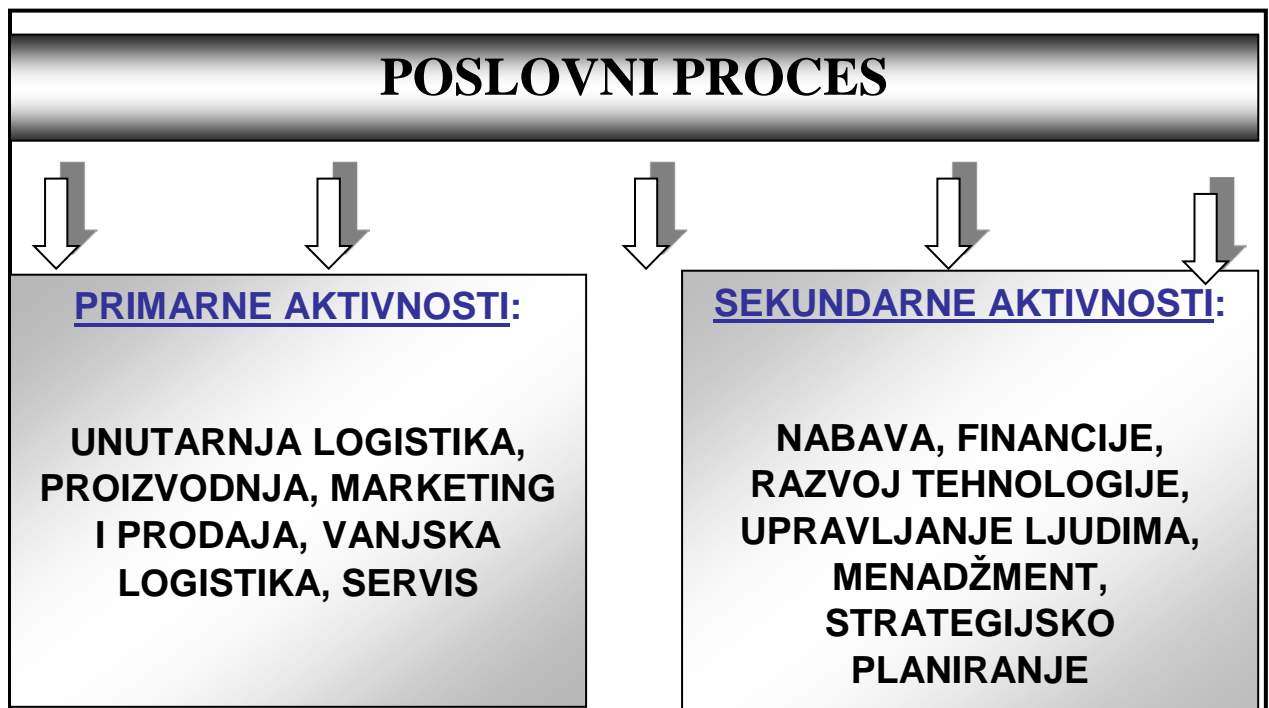 POSLOVNI PROCES
PRIMARNE AKTIVNOSTI:
UNUTARNJA LOGISTIKA,
PROIZVODNJA, MARKETING
I PRODAJA, VANJSKA
LOGISTIKA, SERVIS
SEKUNDARNE AKTIVNOSTI:
NABAVA, FINANCIJE,
RAZVOJ TEHNOLOGIJE,
UPRAVLJANJE LJUDIMA,
MENADŽMENT,
STRATEGIJSKO
PLANIRANJE